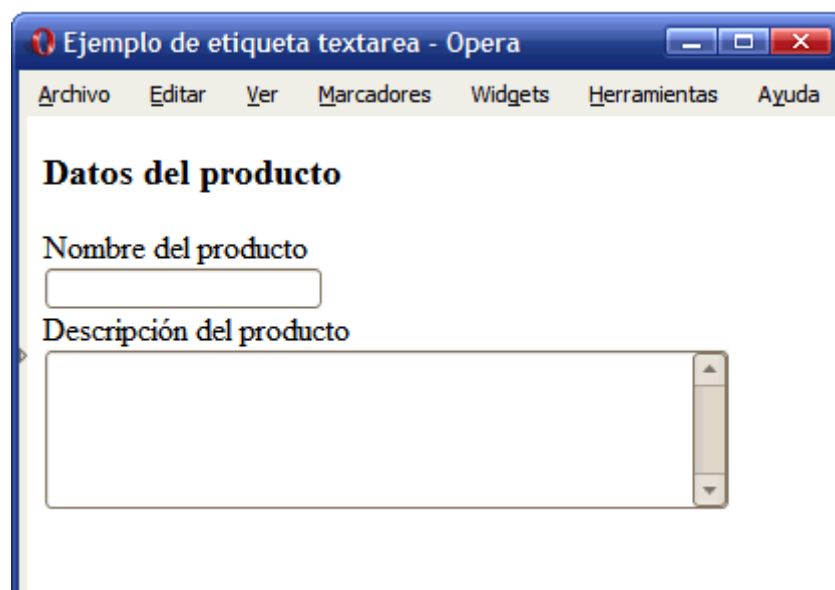 Ejemplo de etiqueta textarea - Opera
Archivo Editar Ver Marcadores Widgets Herramientas Ayuda
Datos del producto
Nombre del producto
Descripción del producto